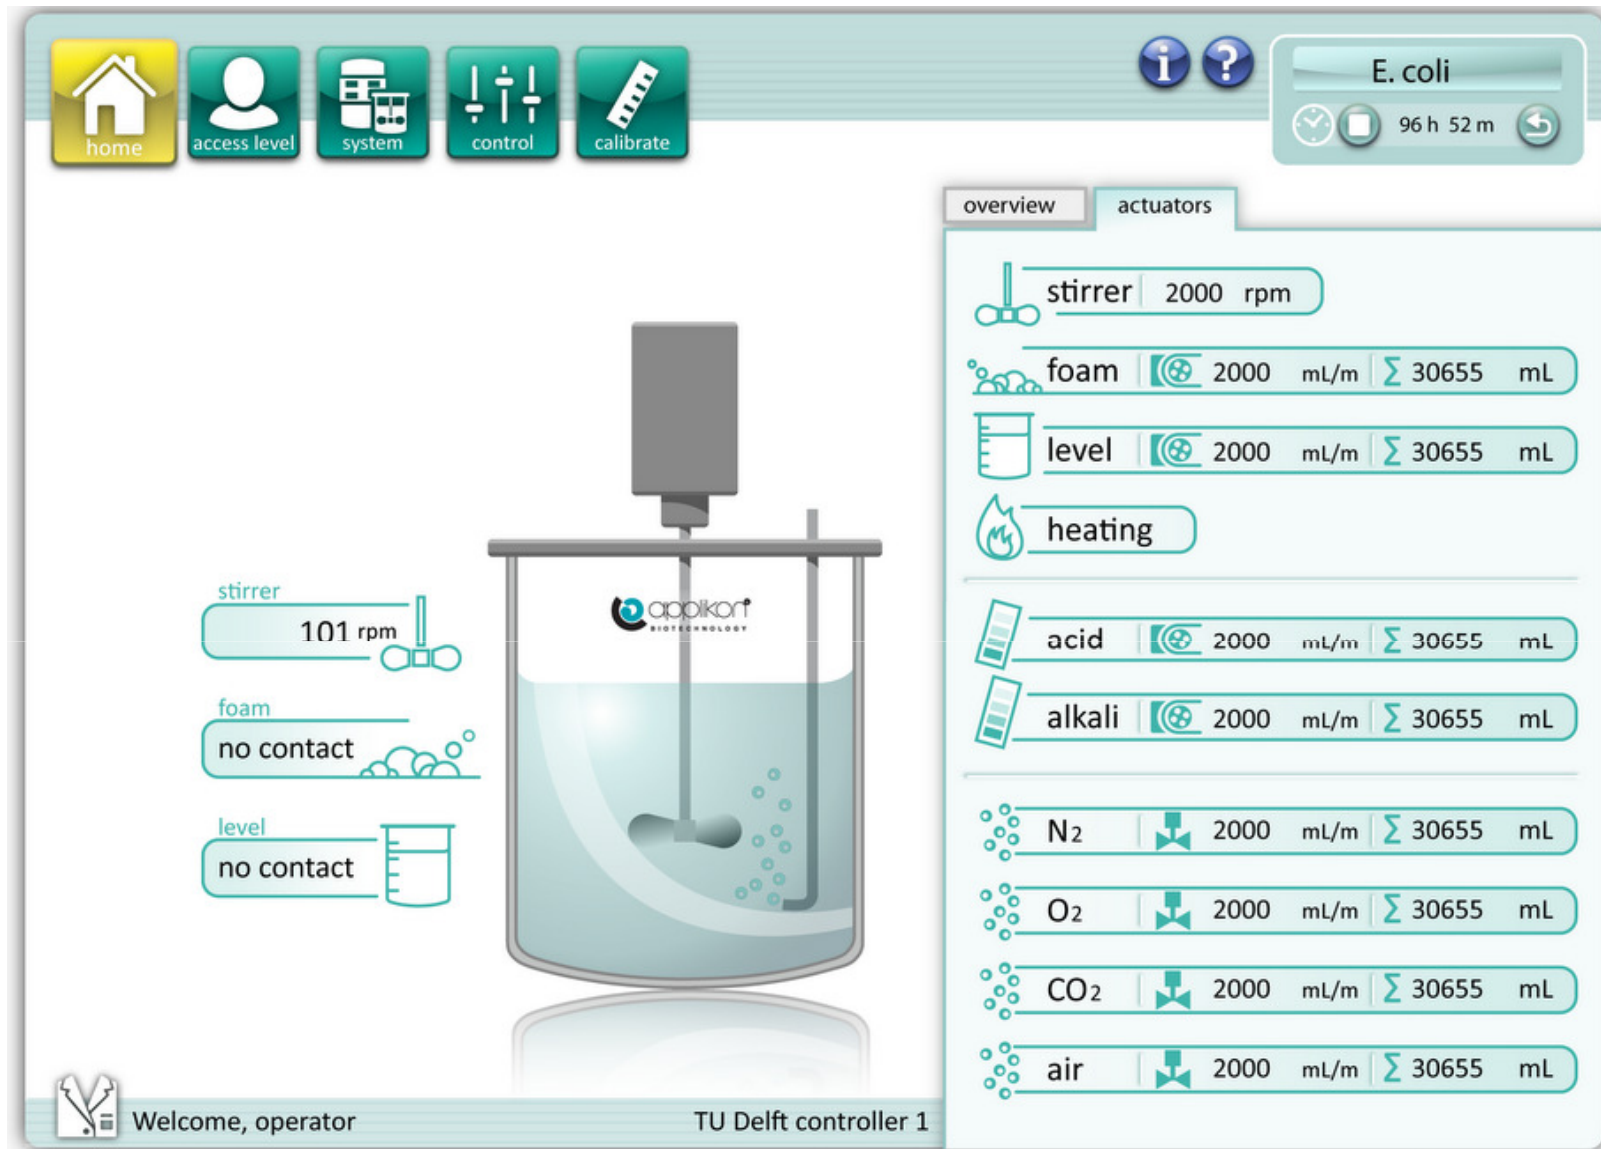 home
access level
system
control
calibrate
i
?
E. coli
96 h 52 m
overview
actuators
stirrer 2000 rpm
foam 2000 mL/m Σ 30655 mL
level 2000 mL/m Σ 30655 mL
heating
acid 2000 mL/m Σ 30655 mL
alkali 2000 mL/m Σ 30655 mL
N2 2000 mL/m Σ 30655 mL
O2 2000 mL/m Σ 30655 mL
CO2 2000 mL/m Σ 30655 mL
air 2000 mL/m Σ 30655 mL
stirrer
101 rpm
foam
no contact
level
no contact
applikon
BIOTECHNOLOGY
Welcome, operator
TU Delft controller 1